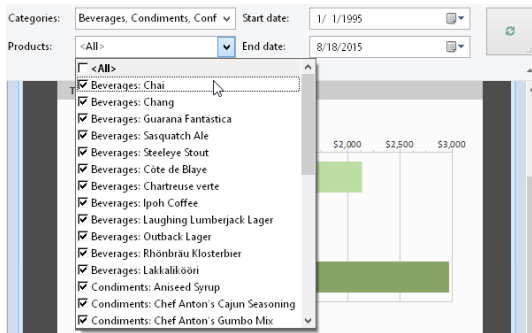 Categories: Beverages, Condiments, Conf Start date: 1/ 1/1995
Products: <All> End date: 8/18/2015
<All>
Beverages: Chai
Beverages: Chang
Beverages: Guaraná Fantástica
Beverages: Sasquatch Ale
Beverages: Steeleye Stout
Beverages: Côte de Blaye
Beverages: Chartreuse verte
Beverages: Ipoh Coffee
Beverages: Laughing Lumberjack Lager
Beverages: Outback Lager
Beverages: Rhönbräu Klosterbier
Beverages: Lakkalikööri
Condiments: Aniseed Syrup
Condiments: Chef Anton's Cajun Seasoning
Condiments: Chef Anton's Gumbo Mix
T
$2,000 $2,500 $3,000